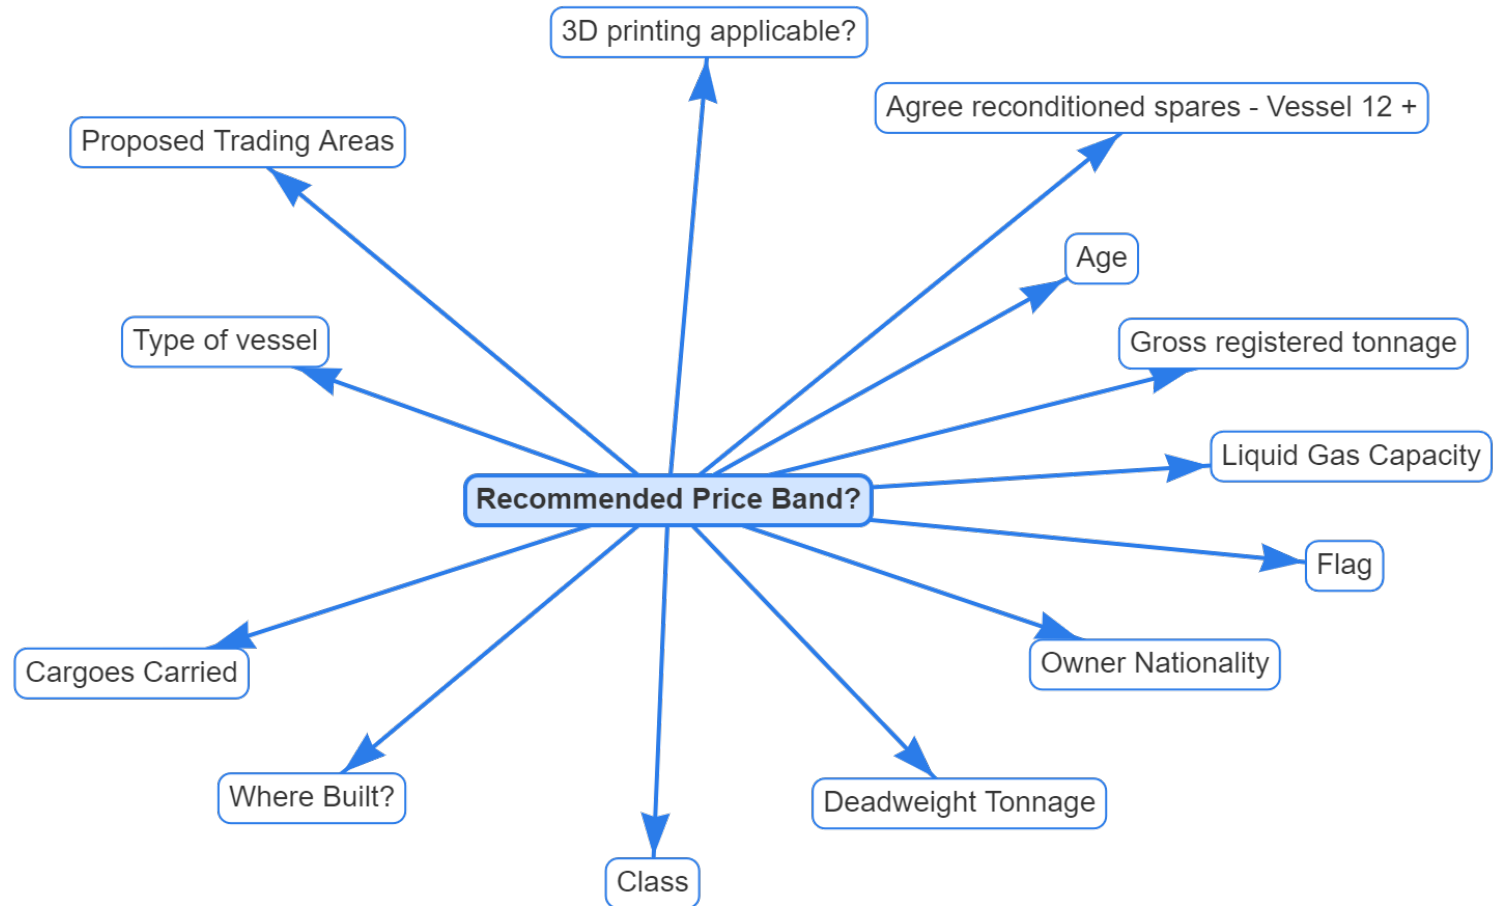 3D printing applicable?
Agree reconditioned spares - Vessel 12 +
Proposed Trading Areas
Age
Type of vessel
Gross registered tonnage
Liquid Gas Capacity
Recommended Price Band?
Flag
Owner Nationality
Cargoes Carried
Where Built?
Deadweight Tonnage
Class